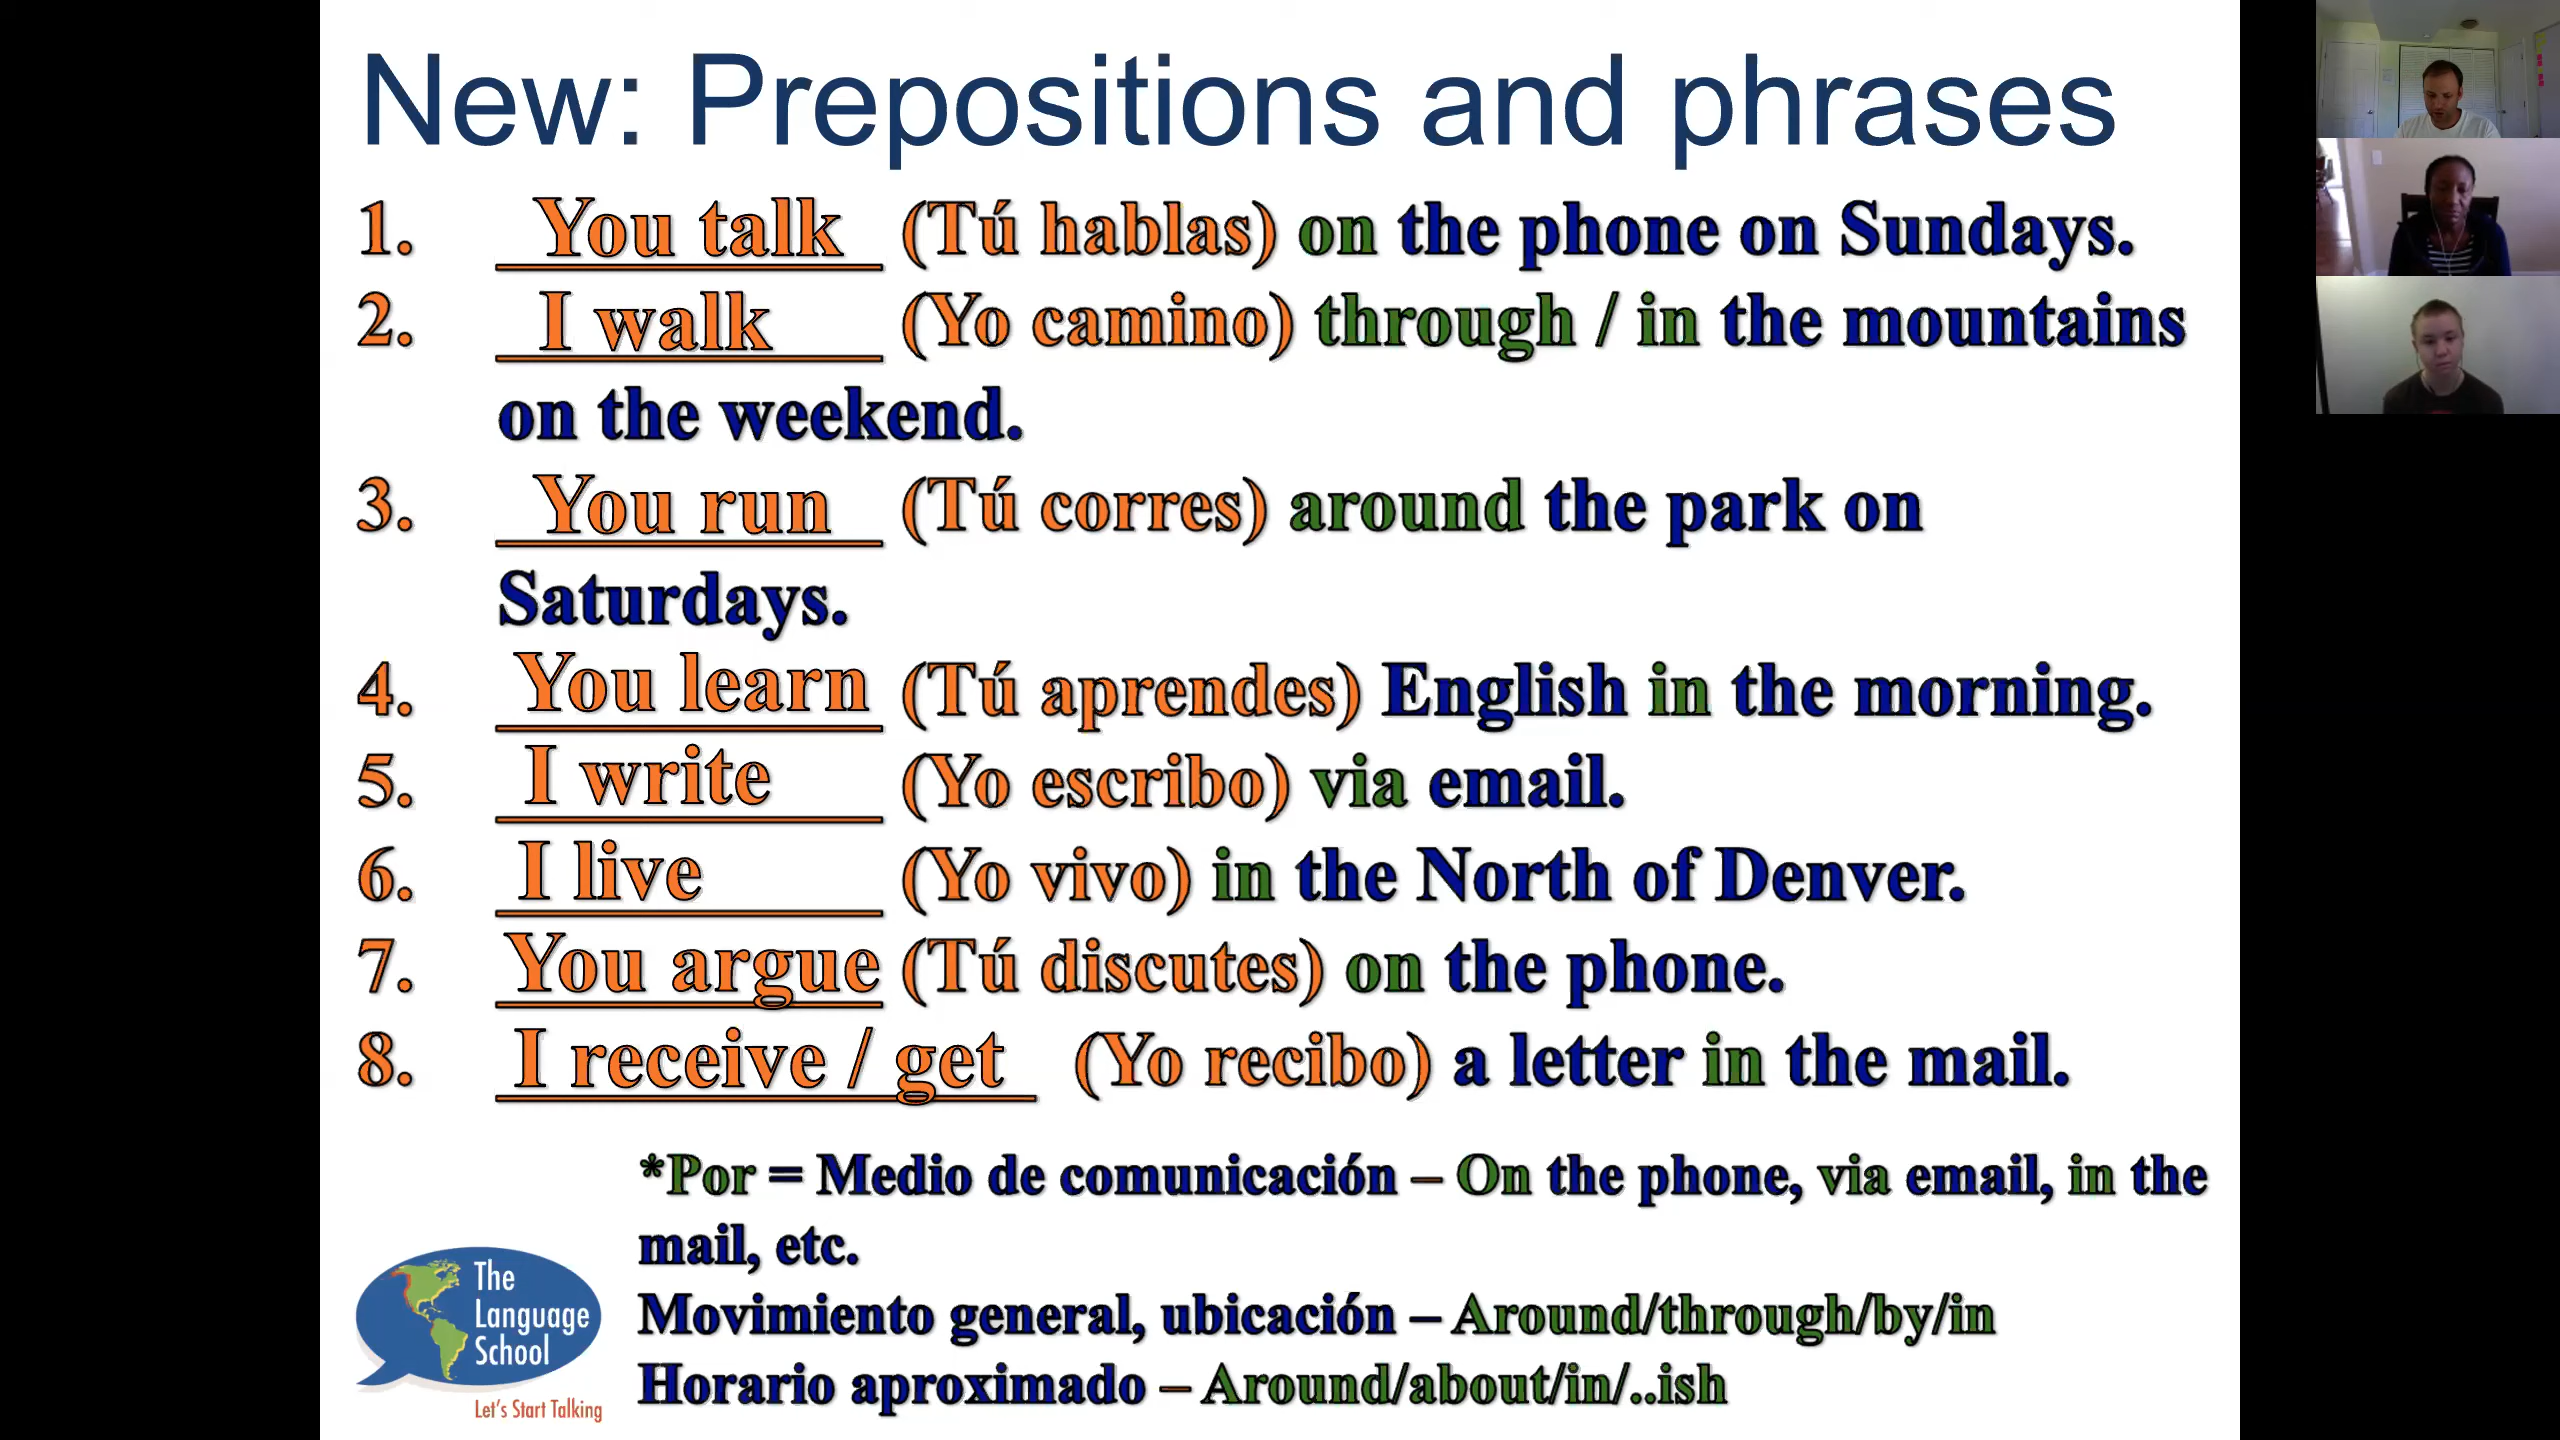 New: Prepositions and phrases
1. You talk (Tú hablas) on the phone on Sundays.
2. I walk (Yo camino) through / in the mountains
on the weekend.
3. You run (Tú corres) around the park on
Saturdays.
4. You learn (Tú aprendes) English in the morning.
5. I write (Yo escribo) via email.
6. I live (Yo vivo) in the North of Denver.
7. You argue (Tú discutes) on the phone.
8. I receive / get (Yo recibo) a letter in the mail.
*Por = Medio de comunicación – On the phone, via email, in the
mail, etc.
Movimiento general, ubicación – Around/through/by/in
Horario aproximado – Around/about/in/..ish
The
Language
School
Let's Start Talking